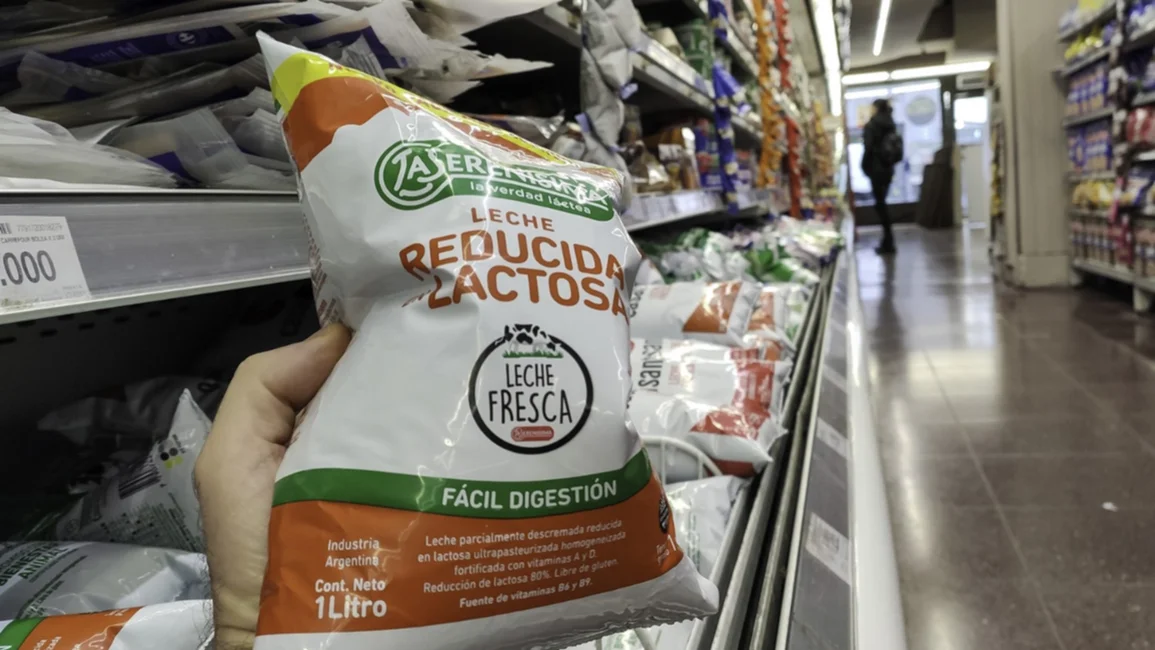 .000
LASERENISIMA
la verdad láctea
LECHE
REDUCIDA
EN LACTOSA
LECHE
FRESCA
FÁCIL DIGESTIÓN
Industria
Argentina
Cont. Neto
1Litro
Leche parcialmente descremada reducida
en lactosa ultrapasteurizada homogeneizada
fortificada con vitaminas A y D.
Reducción de lactosa 80%. Libre de gluten.
Fuente de vitaminas B6 y B9.